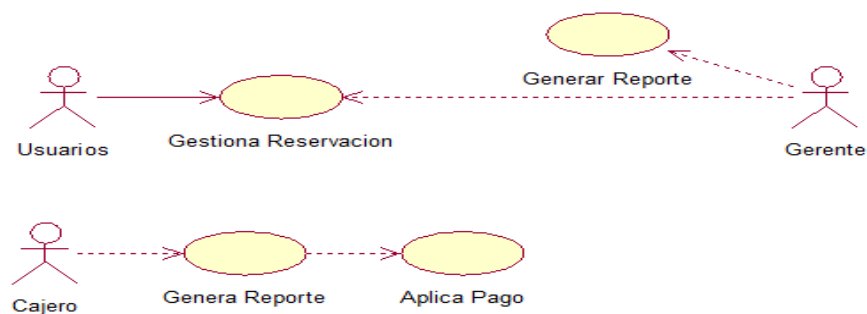 Generar Reporte
Usuarios
Gestiona Reservacion
Gerente
Cajero
Genera Reporte
Aplica Pago